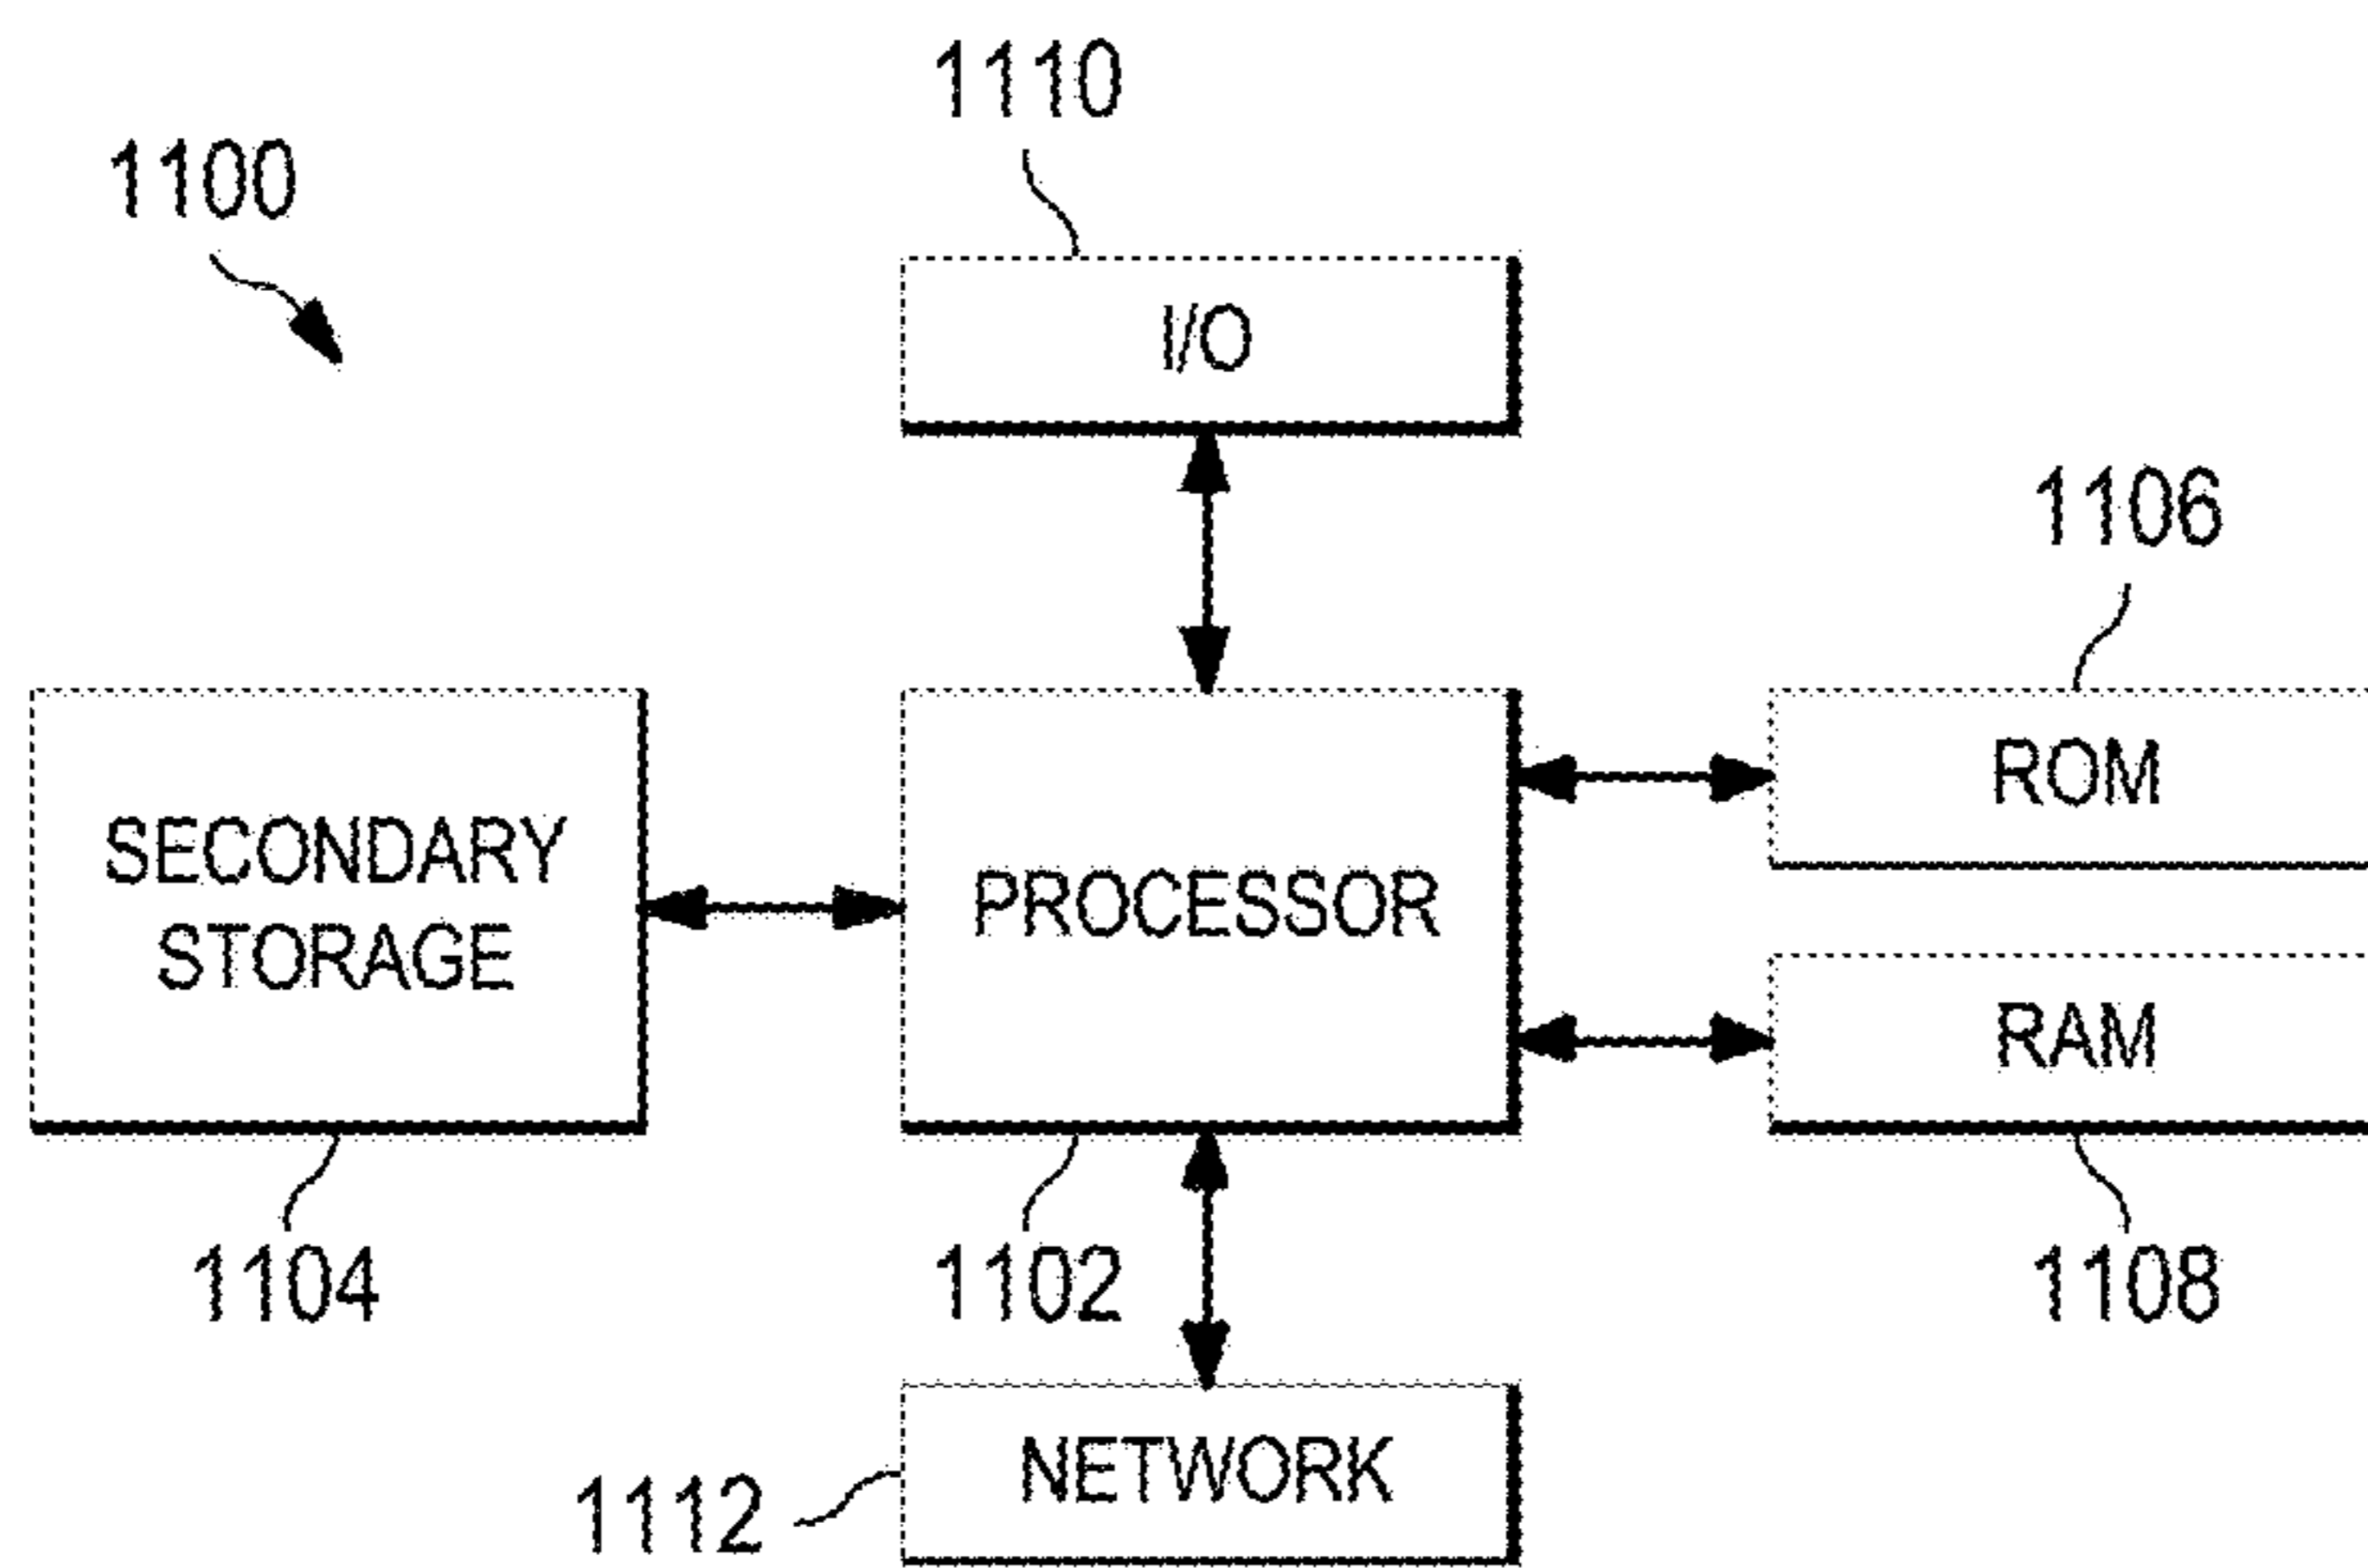 1110
1100
I/O
1106
ROM
SECONDARY
STORAGE
PROCESSOR
RAM
1104
1102
1108
NETWORK
1112